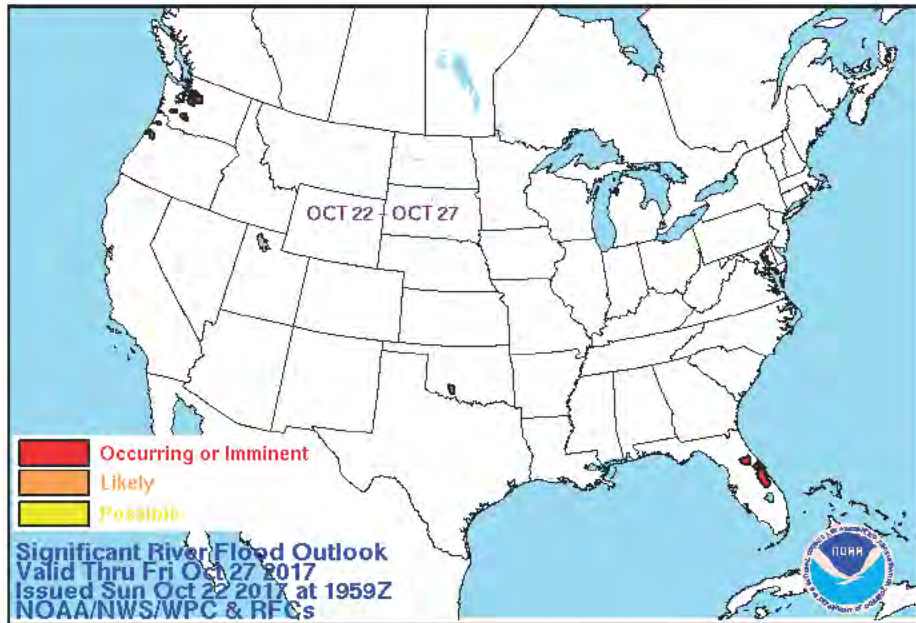 OCT 22 - OCT 27
Occurring or Imminent
Likely
Possible
Significant River Flood Outlook
Valid Thru Fri Oct 27 2017
Issued Sun Oct 22 2017 at 1959Z
NOAA/NWS/WPC & RFCs
NOAA